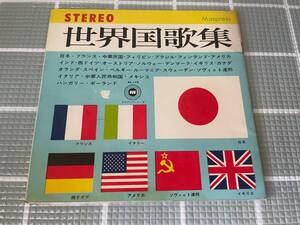 STEREO
世界国歌集
日本・フランス・中華民国・フィリピン・ブラジル・フィンランド・アメリカ
インド・西ドイツ・オーストリア・ノルウェー・デンマーク・イギリス・カナダ
オランダ・スペイン・ベルギー・ルーマニア・スウェーデン・ソヴィエト連邦
イタリア・中華人民共和国・メキシコ
ハンガリー・ポーランド
フランス
イタリー
日本
西ドイツ
アメリカ
ソヴィエト連邦
イギリス